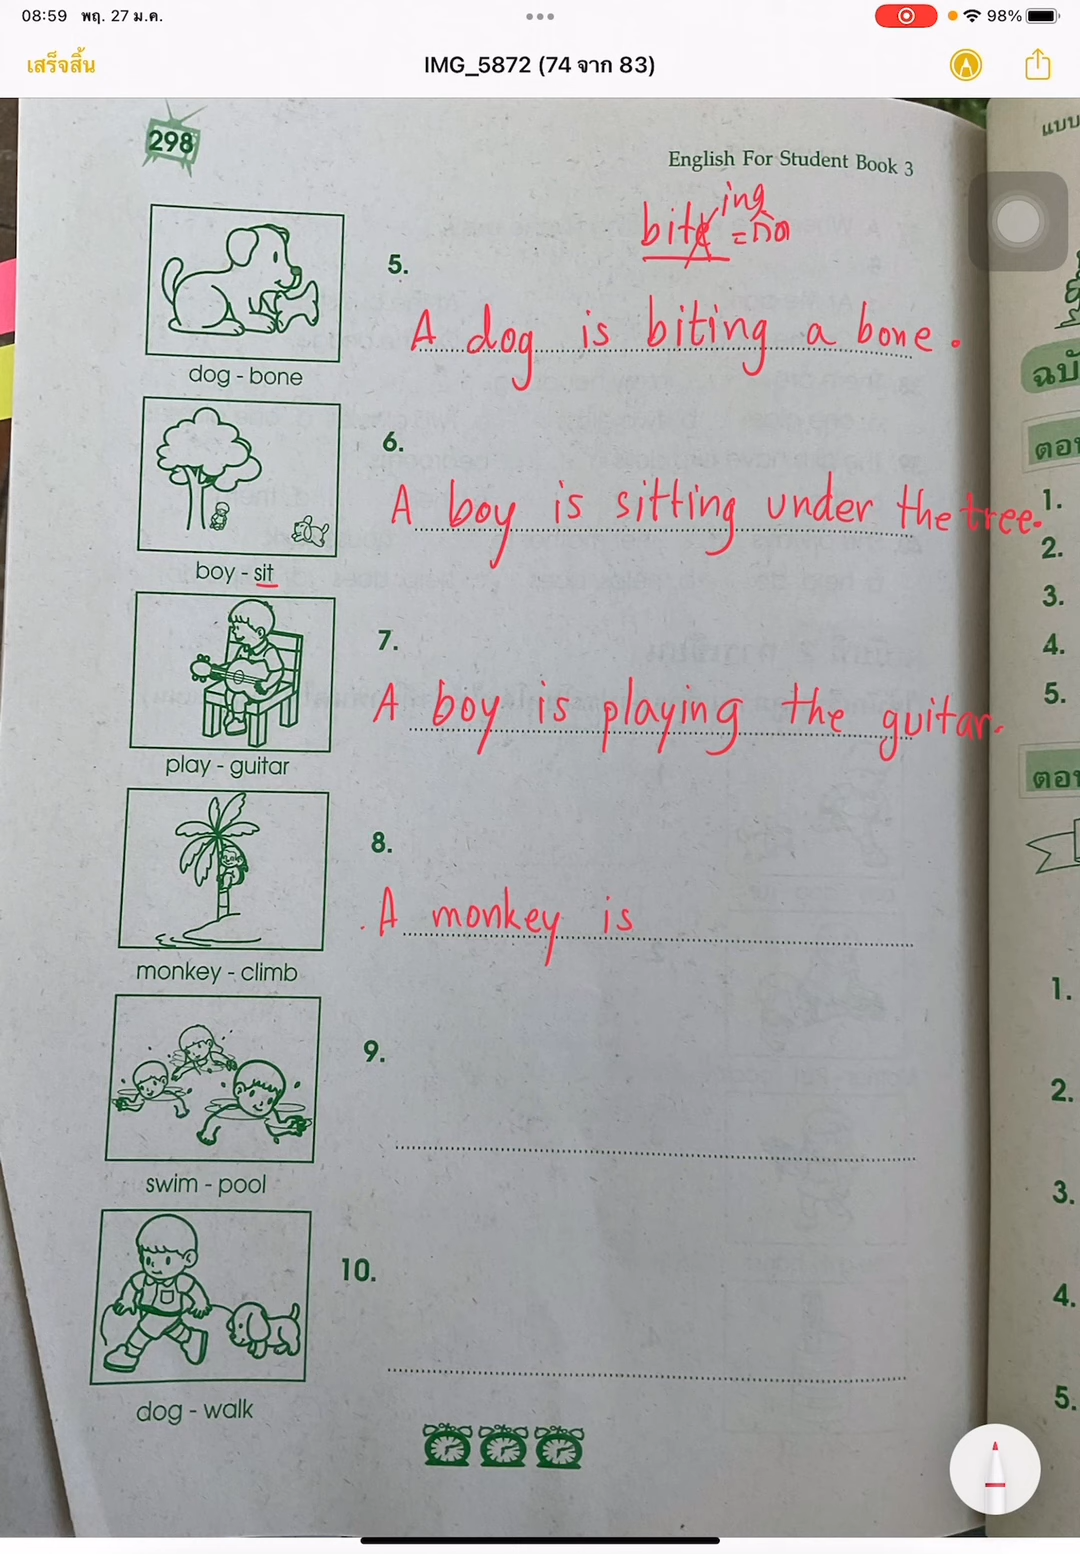 08:59 พฤ. 27 ม.ค.
98%
เสร็จสิ้น
IMG_5872 (74 จาก 83)
298
English For Student Book 3
แบบ
bite ing
= กัด
5.
A dog is biting a bone.
dog - bone
6.
A boy is sitting under the tree.
boy - sit
7.
A boy is playing the guitar.
play - guitar
8.
A monkey is
monkey - climb
9.
swim - pool
10.
dog - walk
ฉบั
ตอน
1.
2.
3.
4.
5.
ตอน
1.
2.
3.
4.
5.